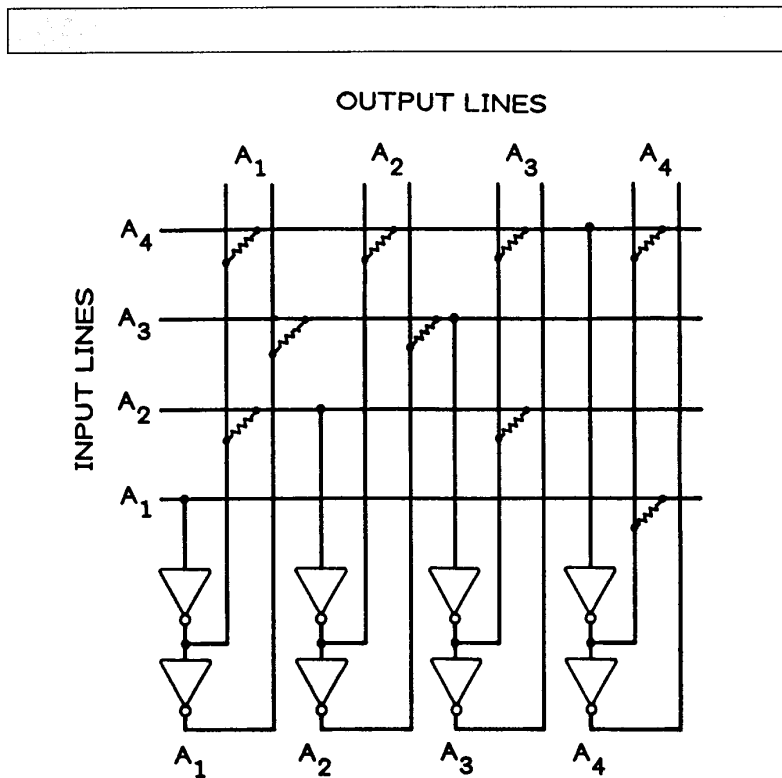 OUTPUT LINES
A1 A2 A3 A4
A4
A3
INPUT LINES
A2
A1
A1 A2 A3 A4